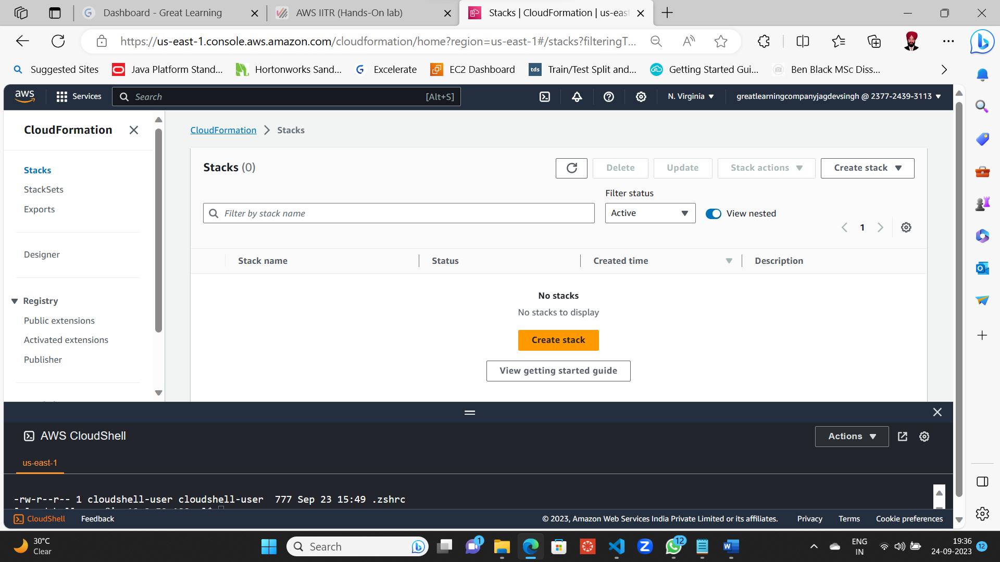 Dashboard - Great Learning
AWS IITR (Hands-On lab)
Stacks | CloudFormation | us-eas
https://us-east-1.console.aws.amazon.com/cloudformation/home?region=us-east-1#/stacks?filteringT...
Suggested Sites
Java Platform Stand...
Hortonworks Sand...
Excelerate
EC2 Dashboard
tds
Train/Test Split and...
Getting Started Gui...
Ben Black MSc Diss...
aws
Services
Search
[Alt+S]
N. Virginia
greatlearningcompanyjagdevsingh @ 2377-2439-3113
CloudFormation
Stacks
StackSets
Exports
Designer
Registry
Public extensions
Activated extensions
Publisher
CloudFormation > Stacks
Stacks (0)
Delete
Update
Stack actions
Create stack
Filter by stack name
Filter status
Active
View nested
1
Stack name
Status
Created time
Description
No stacks
No stacks to display
Create stack
View getting started guide
AWS CloudShell
Actions
us-east-1
-rw-r--r-- 1 cloudshell-user cloudshell-user  777 Sep 23 15:49 .zshrc
CloudShell
Feedback
© 2023, Amazon Web Services India Private Limited or its affiliates.
Privacy
Terms
Cookie preferences
30°C
Clear
Search
1
12
ENG
IN
19:36
24-09-2023
12